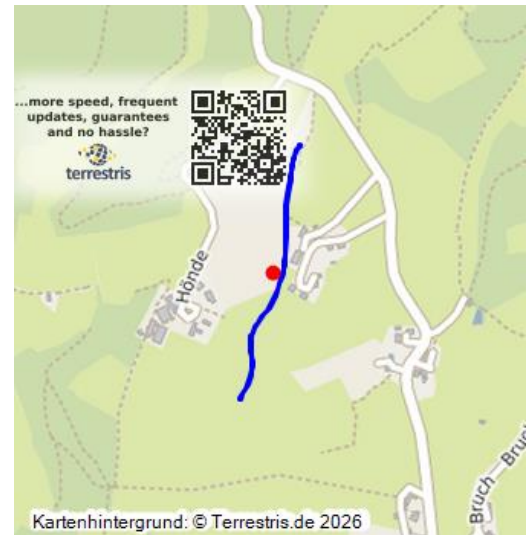 ...more speed, frequent
updates, guarantees
and no hassle?
terrestris
Hönde
Bruch – Bruch
Kartenhintergrund: © Terrestris.de 2026